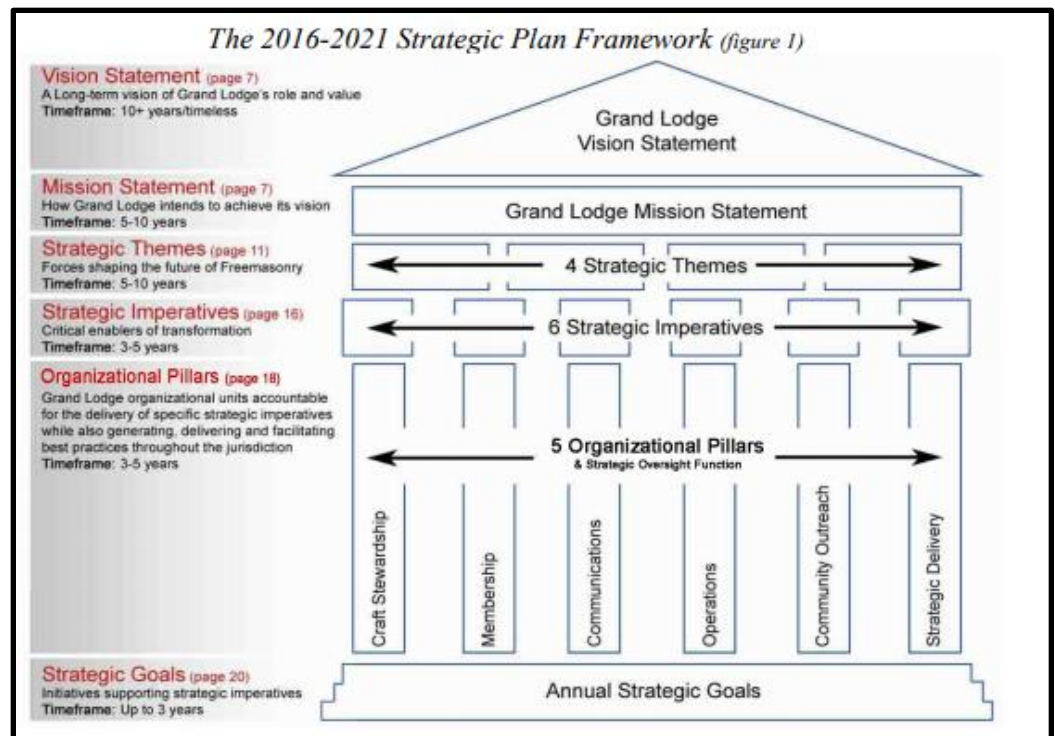 The 2016-2021 Strategic Plan Framework (figure 1)
Vision Statement (page 7)
A Long-term vision of Grand Lodge's role and value
Timeframe: 10+ years/timeless
Grand Lodge
Vision Statement
Mission Statement (page 7)
How Grand Lodge intends to achieve its vision
Timeframe: 5-10 years
Grand Lodge Mission Statement
Strategic Themes (page 11)
Forces shaping the future of Freemasonry
Timeframe: 5-10 years
4 Strategic Themes
Strategic Imperatives (page 16)
Critical enablers of transformation
Timeframe: 3-5 years
6 Strategic Imperatives
Organizational Pillars (page 18)
Grand Lodge organizational units accountable
for the delivery of specific strategic imperatives
while also generating, delivering and facilitating
best practices throughout the jurisdiction
Timeframe: 3-5 years
5 Organizational Pillars
& Strategic Oversight Function
Craft Stewardship
Membership
Communications
Operations
Community Outreach
Strategic Delivery
Strategic Goals (page 20)
Initiatives supporting strategic imperatives
Timeframe: Up to 3 years
Annual Strategic Goals